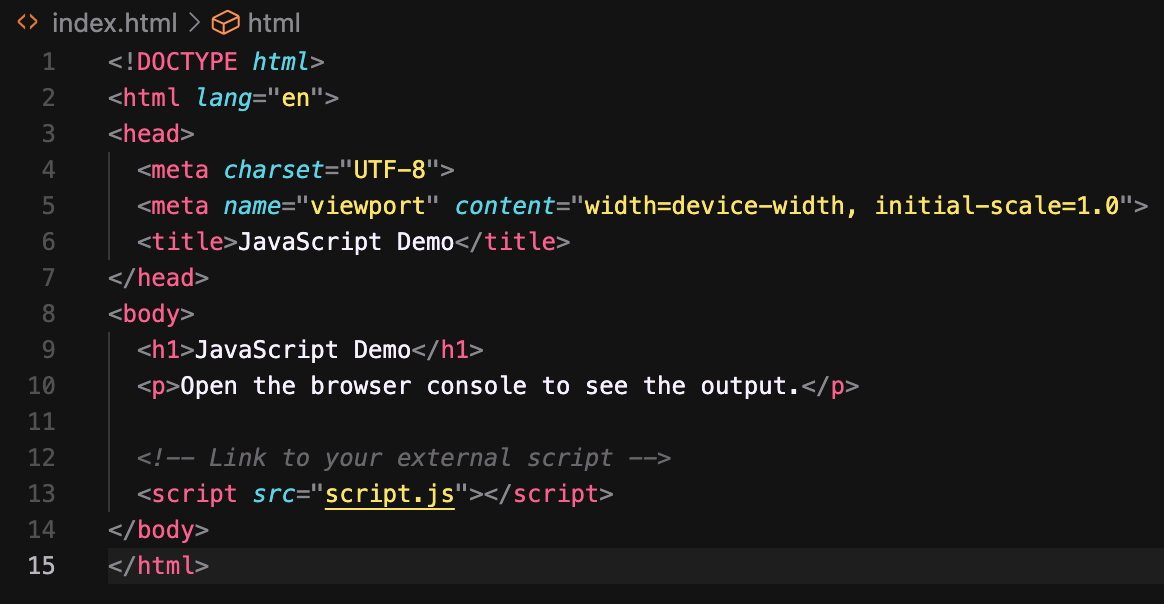 index.html > html
1 <!DOCTYPE html>
2 <html lang="en">
3 <head>
4 <meta charset="UTF-8">
5 <meta name="viewport" content="width=device-width, initial-scale=1.0">
6 <title>JavaScript Demo</title>
7 </head>
8 <body>
9 <h1>JavaScript Demo</h1>
10 <p>Open the browser console to see the output.</p>
11
12 <!-- Link to your external script -->
13 <script src="script.js"></script>
14 </body>
15 </html>